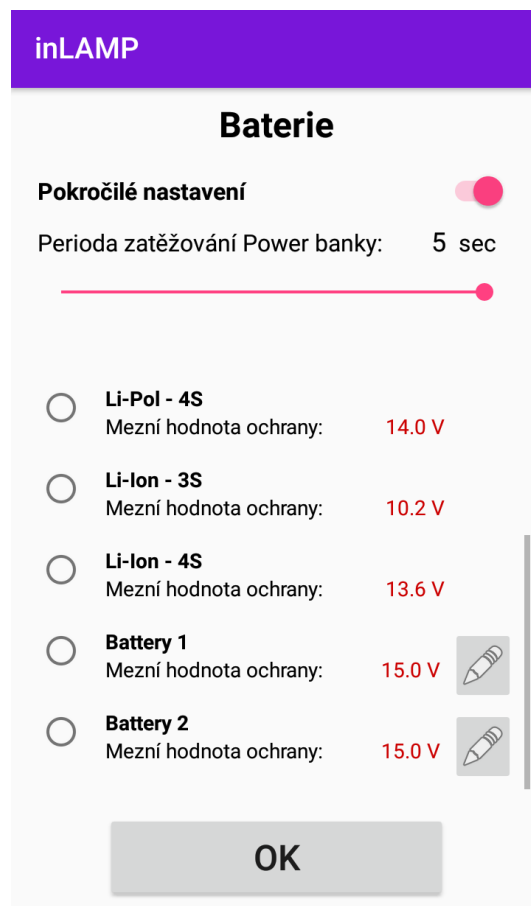 inLAMP
Baterie
Pokročilé nastavení
Perioda zatěžování Power banky: 5 sec
Li-Pol - 4S
Mezní hodnota ochrany: 14.0 V
Li-Ion - 3S
Mezní hodnota ochrany: 10.2 V
Li-Ion - 4S
Mezní hodnota ochrany: 13.6 V
Battery 1
Mezní hodnota ochrany: 15.0 V
Battery 2
Mezní hodnota ochrany: 15.0 V
OK